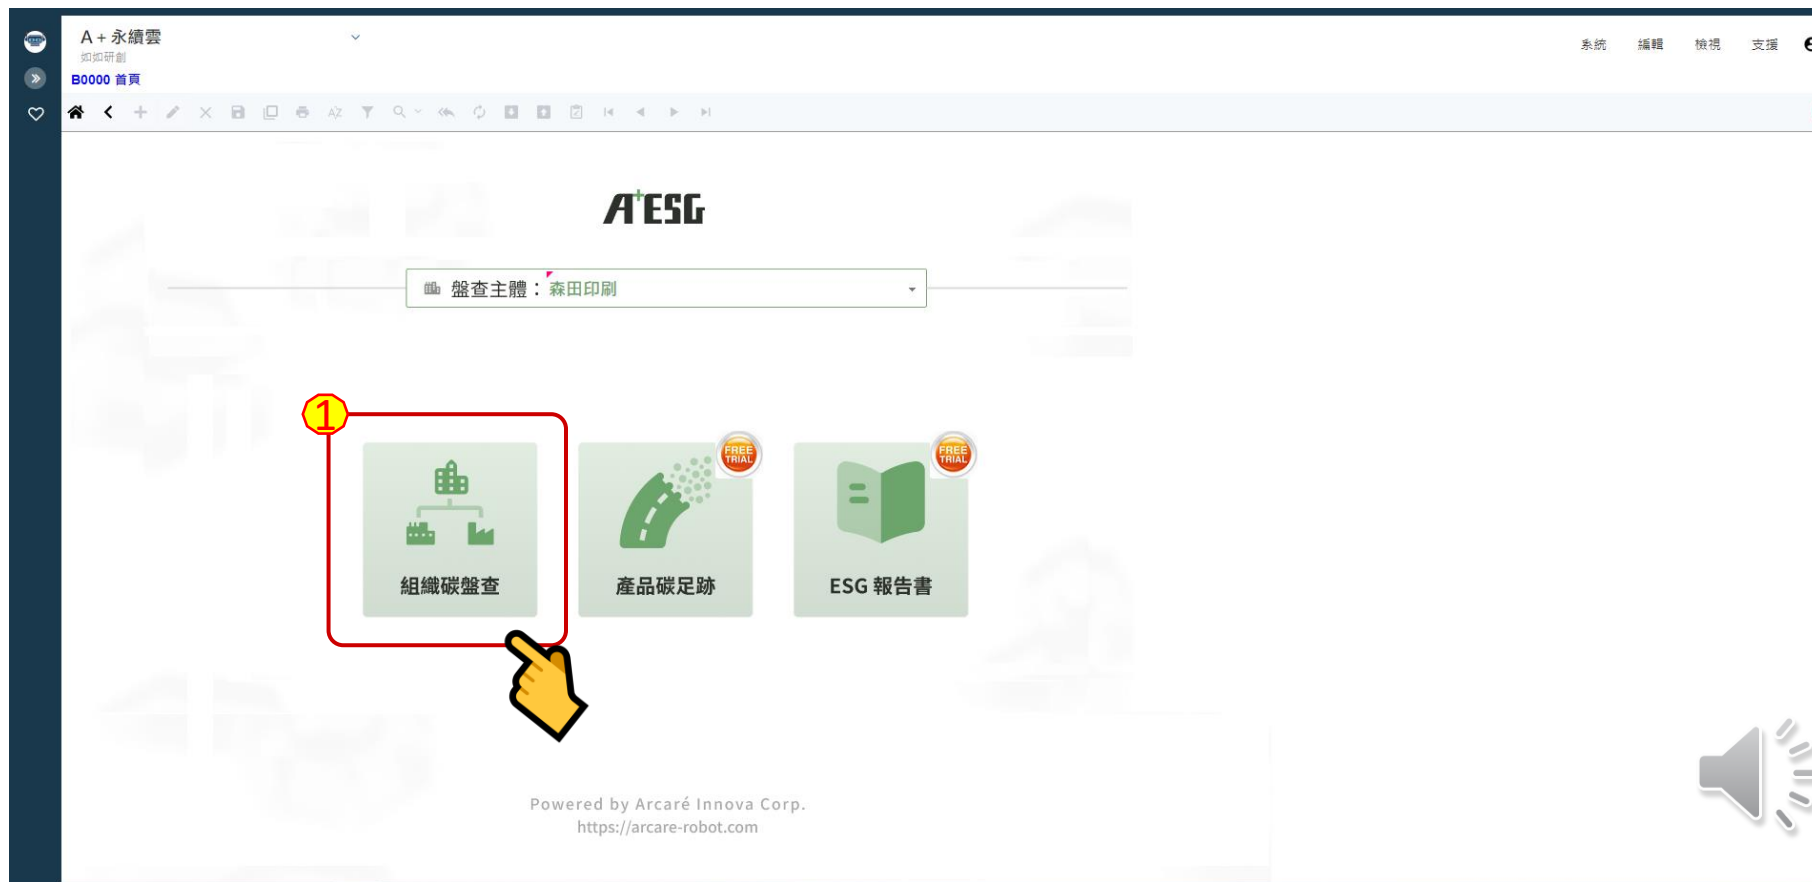 A + 永續雲
如如研創
系統 編輯 檢視 支援
B0000 首頁
A+ESG
盤查主體：森田印刷
1
FREE TRIAL
FREE TRIAL
組織碳盤查
產品碳足跡
ESG 報告書
Powered by Arcaré Innova Corp.
https://arcare-robot.com